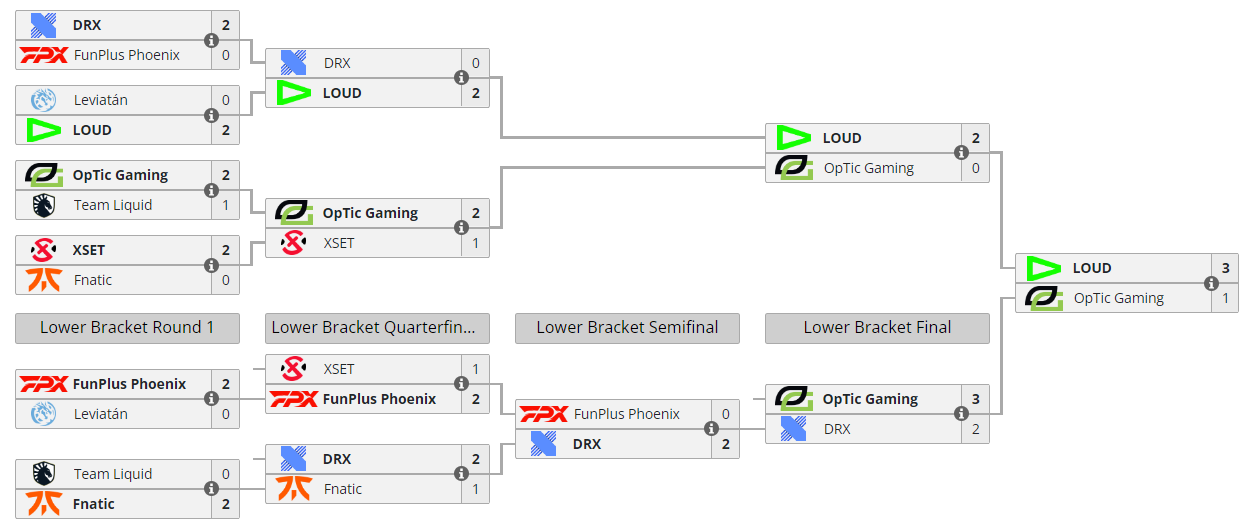 DRX 2
FunPlus Phoenix 0
Leviatán 0
LOUD 2
OpTic Gaming 2
Team Liquid 1
XSET 2
Fnatic 0
DRX 0
LOUD 2
OpTic Gaming 2
XSET 1
LOUD 2
OpTic Gaming 0
LOUD 3
OpTic Gaming 1
Lower Bracket Round 1
Lower Bracket Quarterfin...
Lower Bracket Semifinal
Lower Bracket Final
FPX FunPlus Phoenix 2
Leviatán 0
Team Liquid 0
Fnatic 2
XSET 1
FPX FunPlus Phoenix 2
DRX 2
Fnatic 1
FPX FunPlus Phoenix 0
DRX 2
OpTic Gaming 3
DRX 2